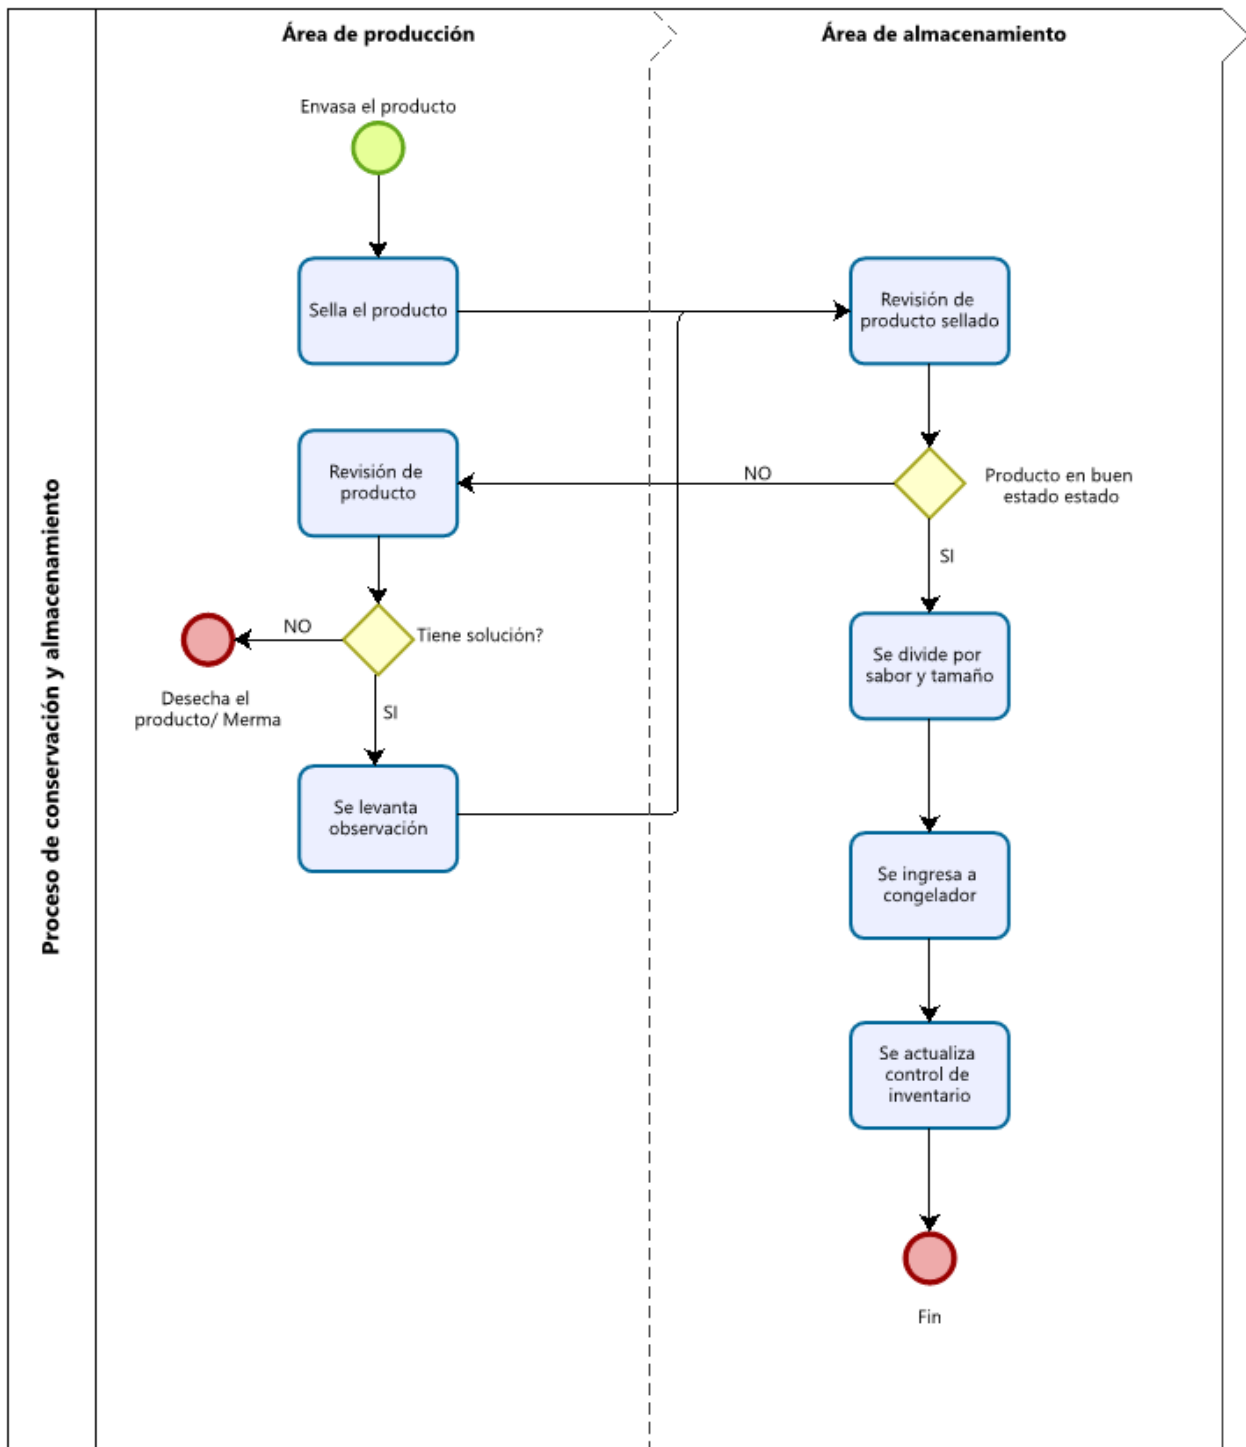 Proceso de conservación y almacenamiento
Área de producción
Área de almacenamiento
Envasa el producto
Sella el producto
Revisión de
producto sellado
Revisión de
producto
NO
Producto en buen
estado estado
SI
Tiene solución?
NO
Desecha el
producto/ Merma
SI
Se levanta
observación
Se divide por
sabor y tamaño
Se ingresa a
congelador
Se actualiza
control de
inventario
Fin